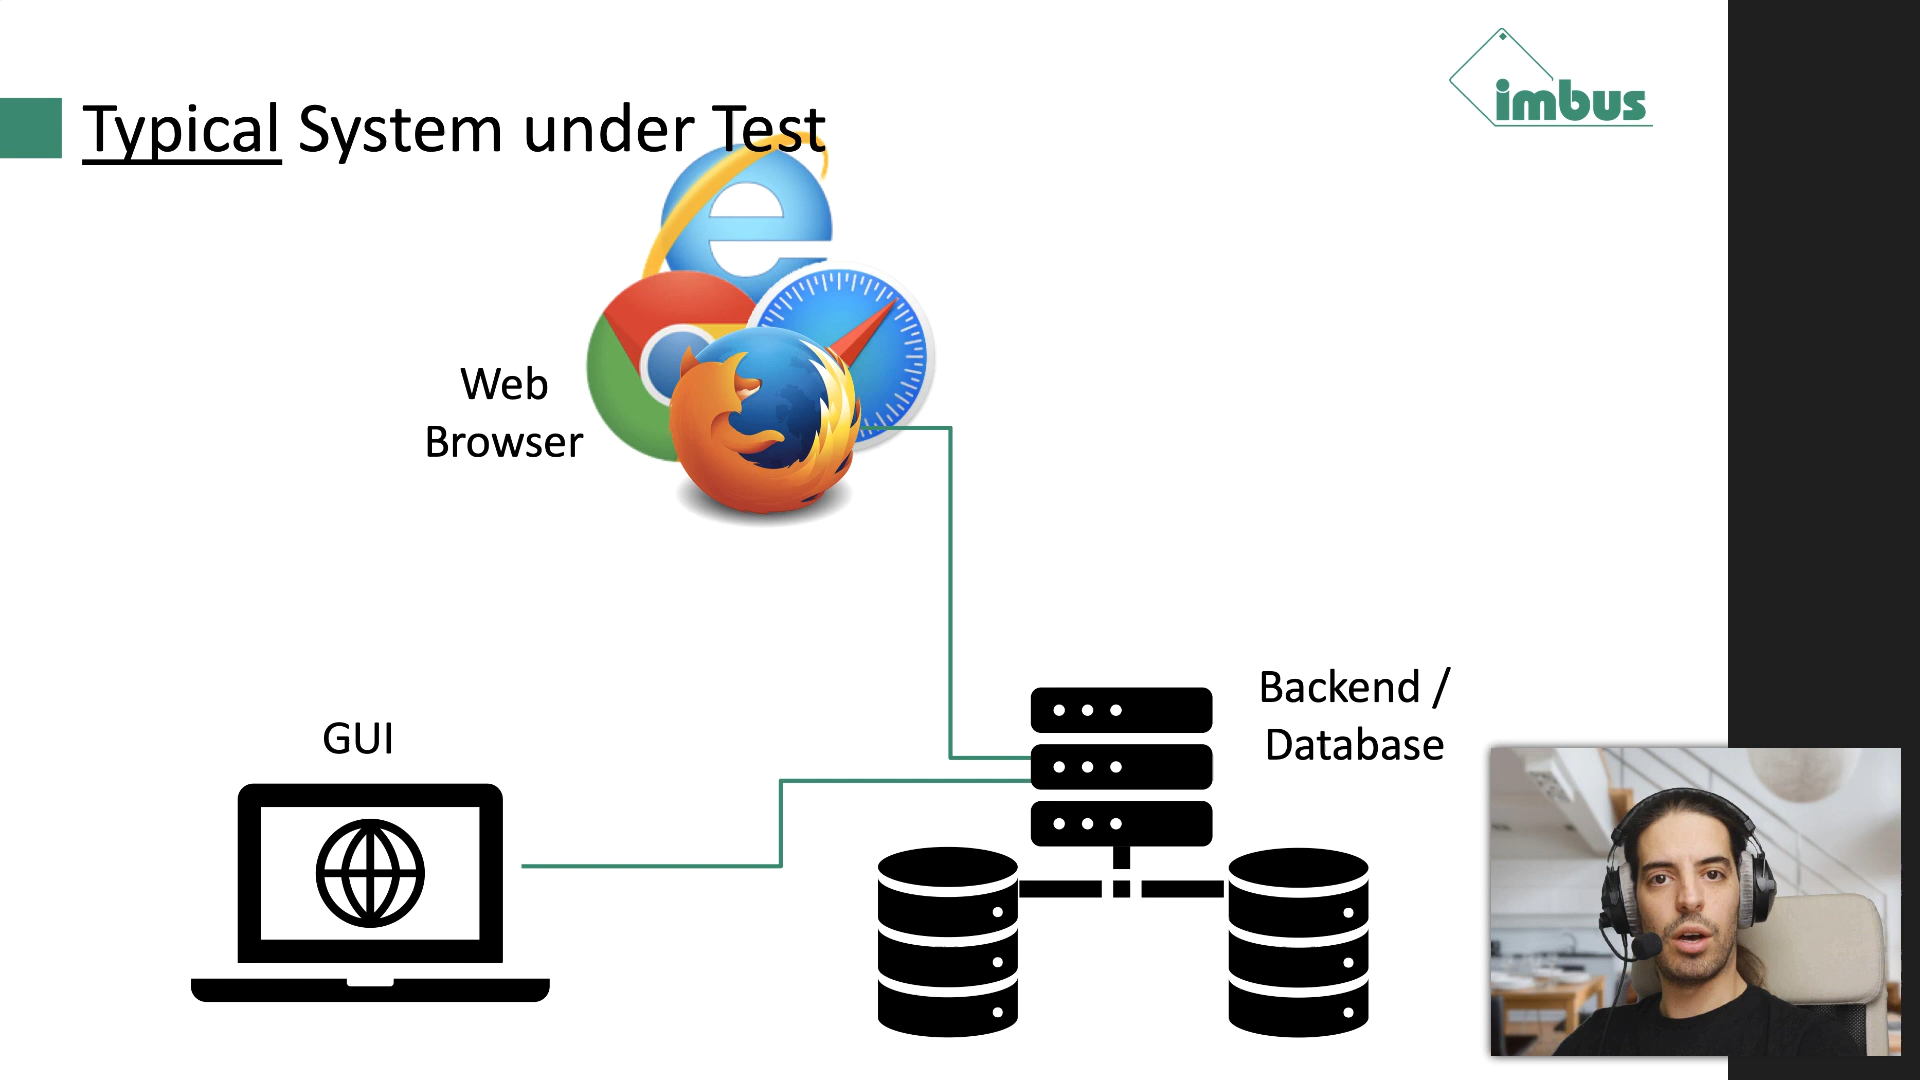 imbus
Typical System under Test
Web
Browser
GUI
Backend /
Database